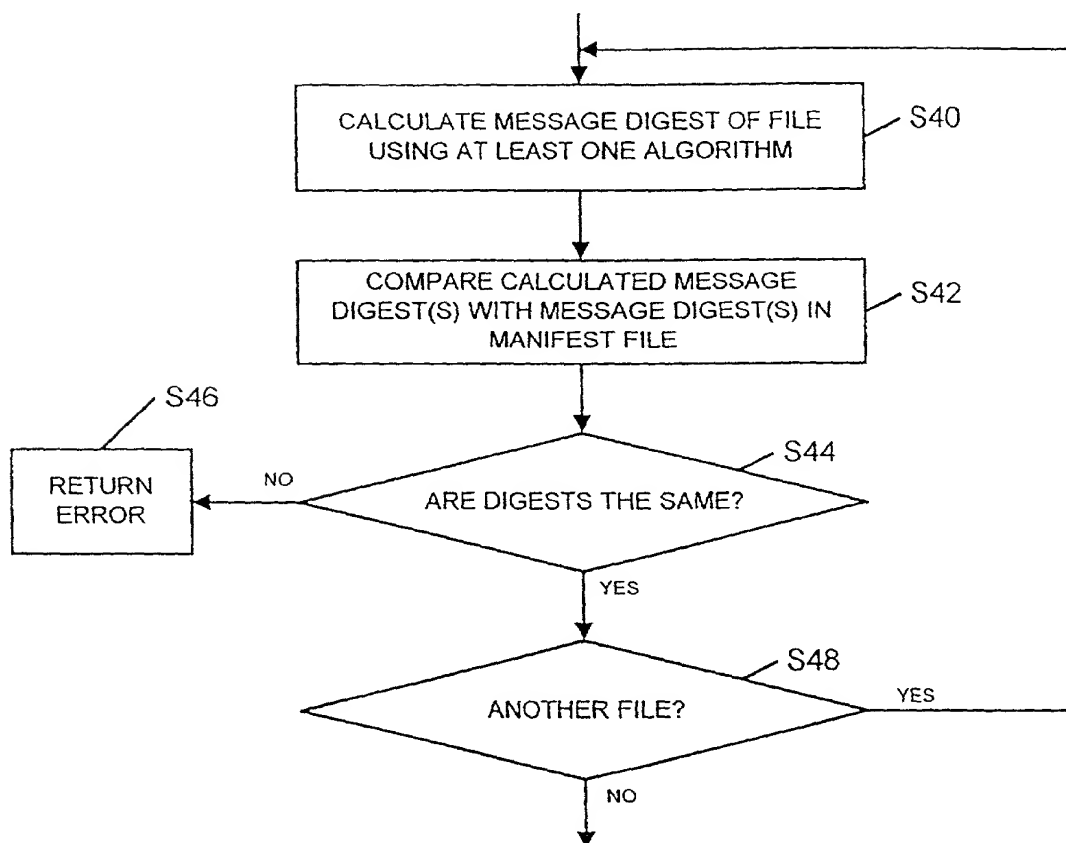 CALCULATE MESSAGE DIGEST OF FILE
USING AT LEAST ONE ALGORITHM
S40
COMPARE CALCULATED MESSAGE
DIGEST(S) WITH MESSAGE DIGEST(S) IN
MANIFEST FILE
S42
S46
RETURN
ERROR
NO
S44
ARE DIGESTS THE SAME?
YES
S48
ANOTHER FILE?
YES
NO